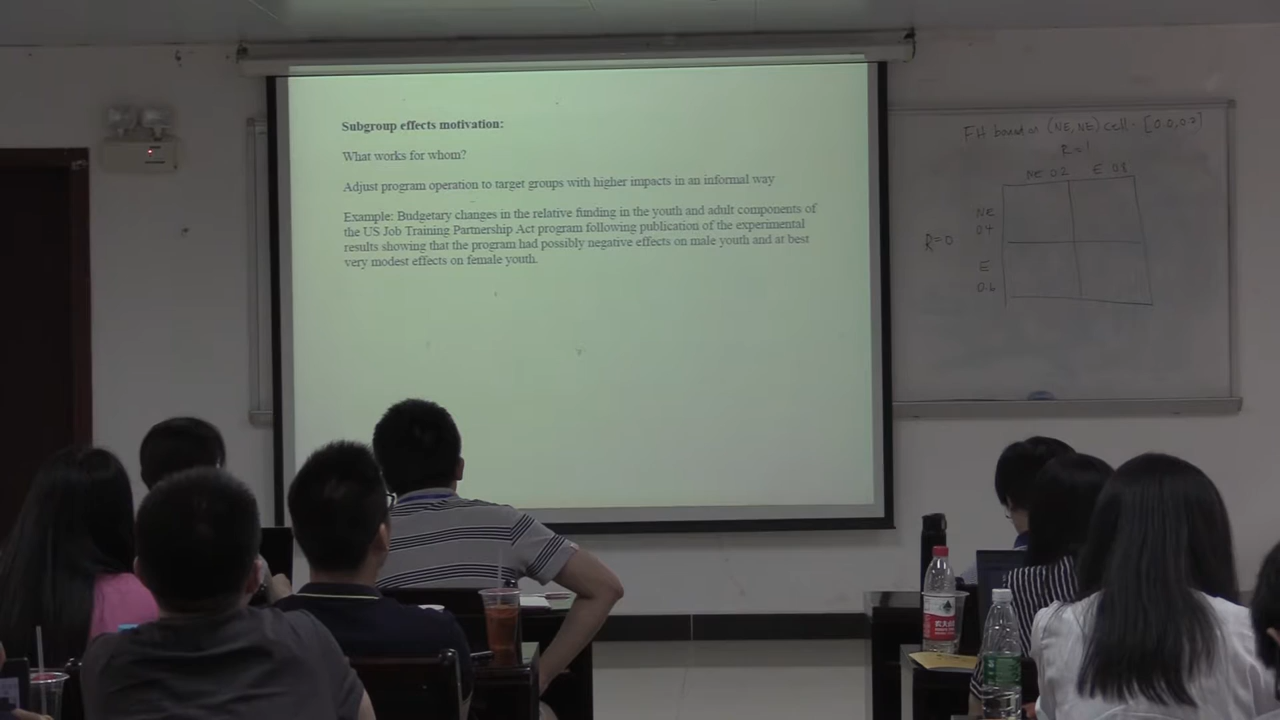 Subgroup effects motivation:
What works for whom?
Adjust program operation to target groups with higher impacts in an informal way
Example: Budgetary changes in the relative funding in the youth and adult components of
the US Job Training Partnership Act program following publication of the experimental
results showing that the program had possibly negative effects on male youth and at best
very modest effects on female youth.
FH bound on (NE, NE) cell - [0.0, 0.2]
R=1
NE 0.2 E 0.8
NE
0.4
R=0
E
0.6
农夫山泉